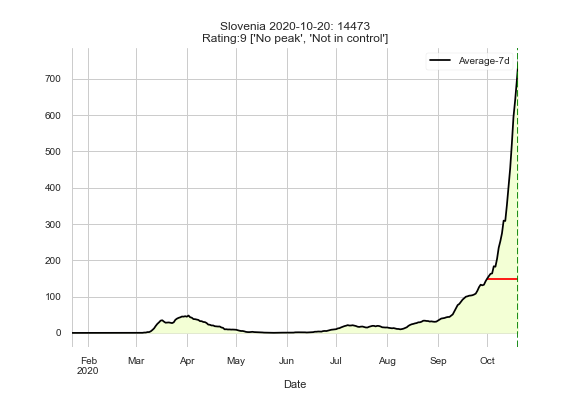 Slovenia 2020-10-20: 14473
Rating:9 ['No peak', 'Not in control']
Average-7d
700
600
500
400
300
200
100
0
Feb Mar Apr May Jun Jul Aug Sep Oct
2020
Date